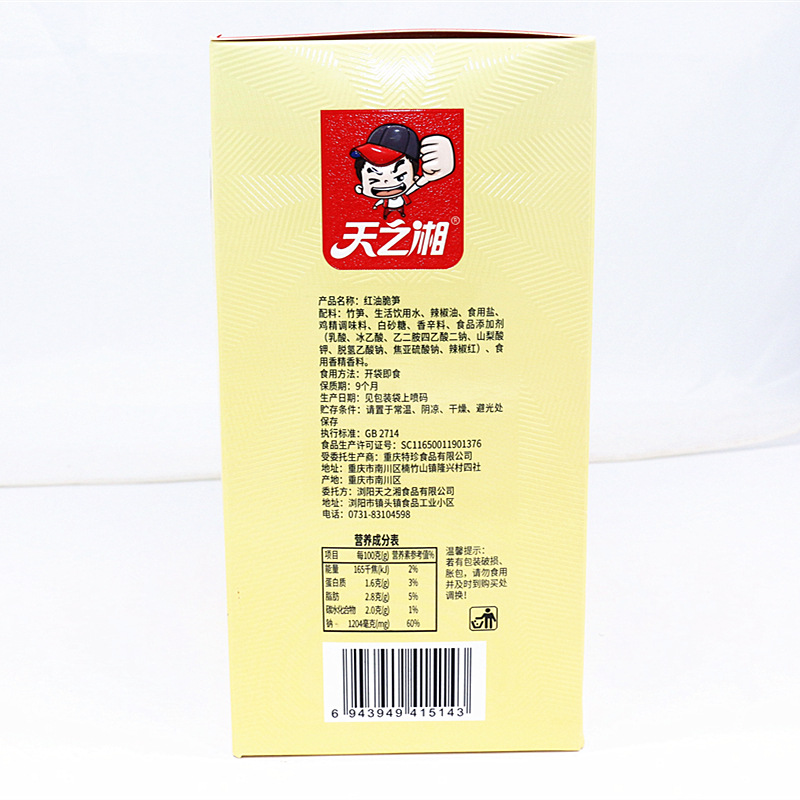 天之湘®
产品名称：红油脆笋
配料：竹笋、生活饮用水、辣椒油、食用盐、
鸡精调味料、白砂糖、香辛料、食品添加剂
（乳酸、冰乙酸、乙二胺四乙酸二钠、山梨酸
钾、脱氢乙酸钠、焦亚硫酸钠、辣椒红）、食
用香精香料。
食用方法：开袋即食
保质期：9个月
生产日期：见包装袋上喷码
贮存条件：请置于常温、阴凉、干燥、避光处
保存
执行标准：GB 2714
食品生产许可证号：SC11650011901376
受委托生产商：重庆特珍食品有限公司
地址：重庆市南川区楠竹山镇隆兴村四社
产地：重庆市南川区
委托方：浏阳天之湘食品有限公司
地址：浏阳市镇头镇食品工业小区
电话：0731-83104598
营养成分表
项目 每100克(g) 营养素参考值%
能量 165千焦(kJ) 2%
蛋白质 1.6克(g) 3%
脂肪 2.8克(g) 5%
碳水化合物 2.0克(g) 1%
钠 1204毫克(mg) 60%
温馨提示：
若有包装破损、
胀包，请勿食用
并及时到购买处
调换！
6 943949 415143